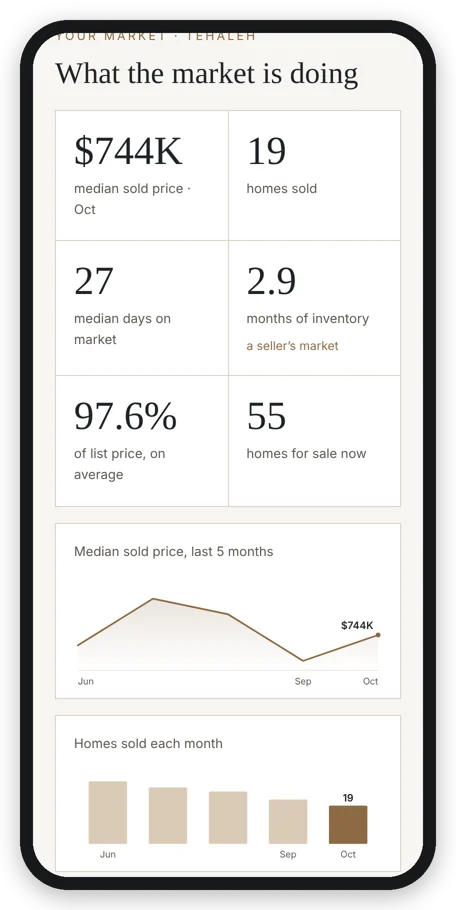 YOUR MARKET · TEHALEH
What the market is doing
$744K
median sold price ·
Oct
19
homes sold
27
median days on
market
2.9
months of inventory
a seller’s market
97.6%
of list price, on
average
55
homes for sale now
Median sold price, last 5 months
$744K
Jun
Sep
Oct
Homes sold each month
19
Jun
Sep
Oct